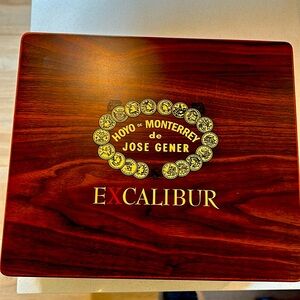 HOYO DE MONTERREY
de
JOSE GENER
EXCALIBUR